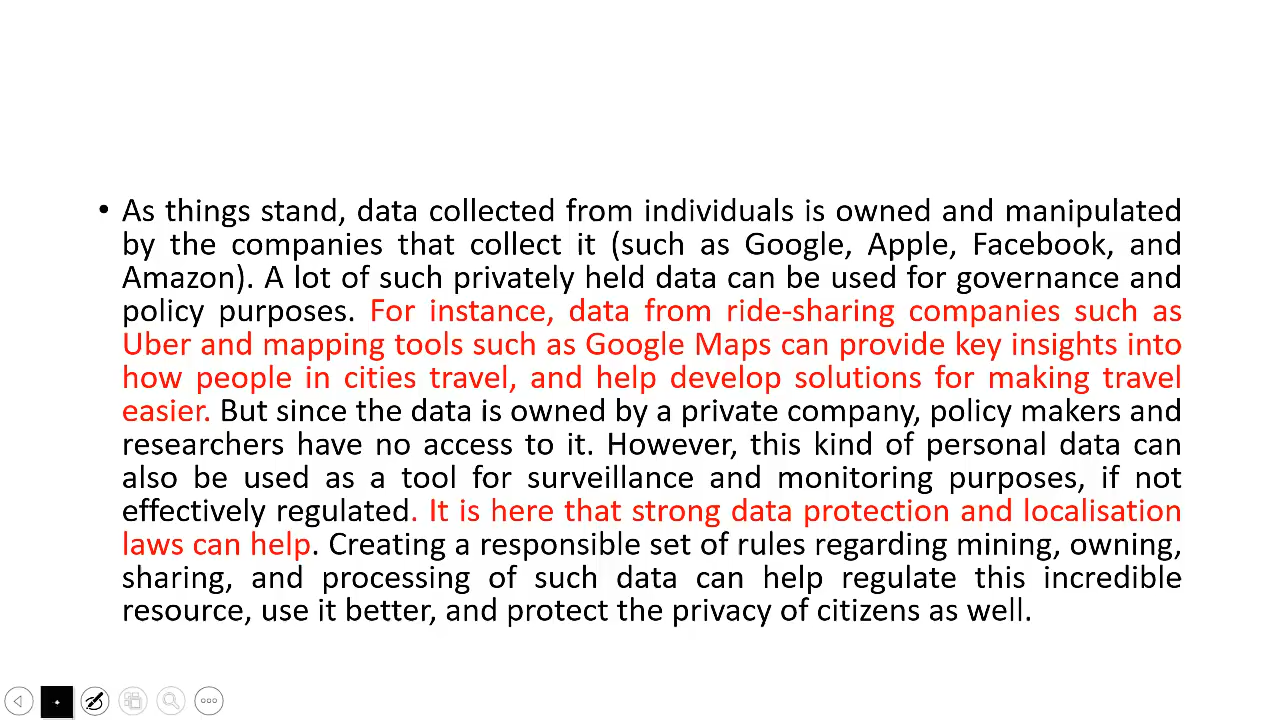 • As things stand, data collected from individuals is owned and manipulated
by the companies that collect it (such as Google, Apple, Facebook, and
Amazon). A lot of such privately held data can be used for governance and
policy purposes. For instance, data from ride-sharing companies such as
Uber and mapping tools such as Google Maps can provide key insights into
how people in cities travel, and help develop solutions for making travel
easier. But since the data is owned by a private company, policy makers and
researchers have no access to it. However, this kind of personal data can
also be used as a tool for surveillance and monitoring purposes, if not
effectively regulated. It is here that strong data protection and localisation
laws can help. Creating a responsible set of rules regarding mining, owning,
sharing, and processing of such data can help regulate this incredible
resource, use it better, and protect the privacy of citizens as well.